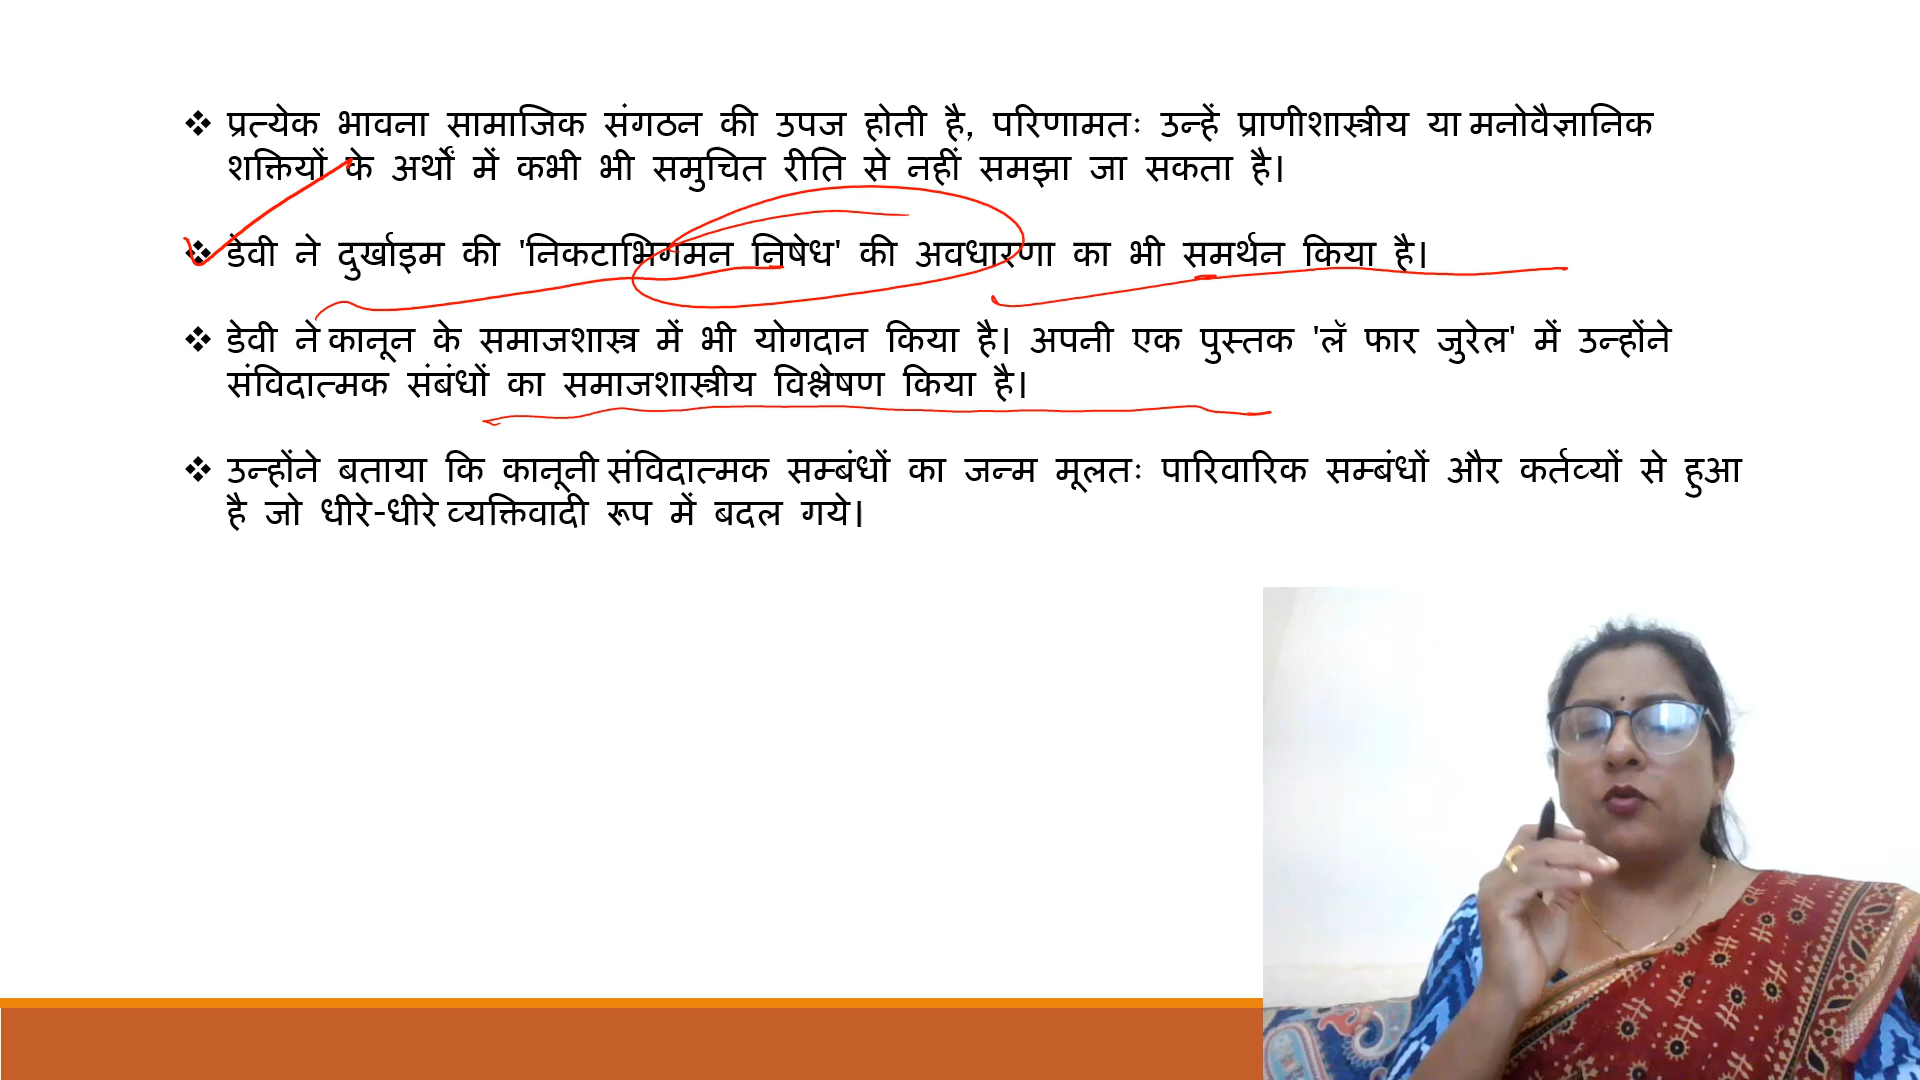 ❖ प्रत्येक भावना सामाजिक संगठन की उपज होती है, परिणामतः उन्हें प्राणीशास्त्रीय या मनोवैज्ञानिक
शक्तियों के अर्थों में कभी भी समुचित रीति से नहीं समझा जा सकता है।
❖ डेवी ने दुर्खाइम की 'निकटाभिगमन निषेध' की अवधारणा का भी समर्थन किया है।
❖ डेवी ने कानून के समाजशास्त्र में भी योगदान किया है। अपनी एक पुस्तक 'लॅ फार जुरेल' में उन्होंने
संविदात्मक संबंधों का समाजशास्त्रीय विश्लेषण किया है।
❖ उन्होंने बताया कि कानूनी संविदात्मक सम्बंधों का जन्म मूलतः पारिवारिक सम्बंधों और कर्तव्यों से हुआ
है जो धीरे-धीरे व्यक्तिवादी रूप में बदल गये।